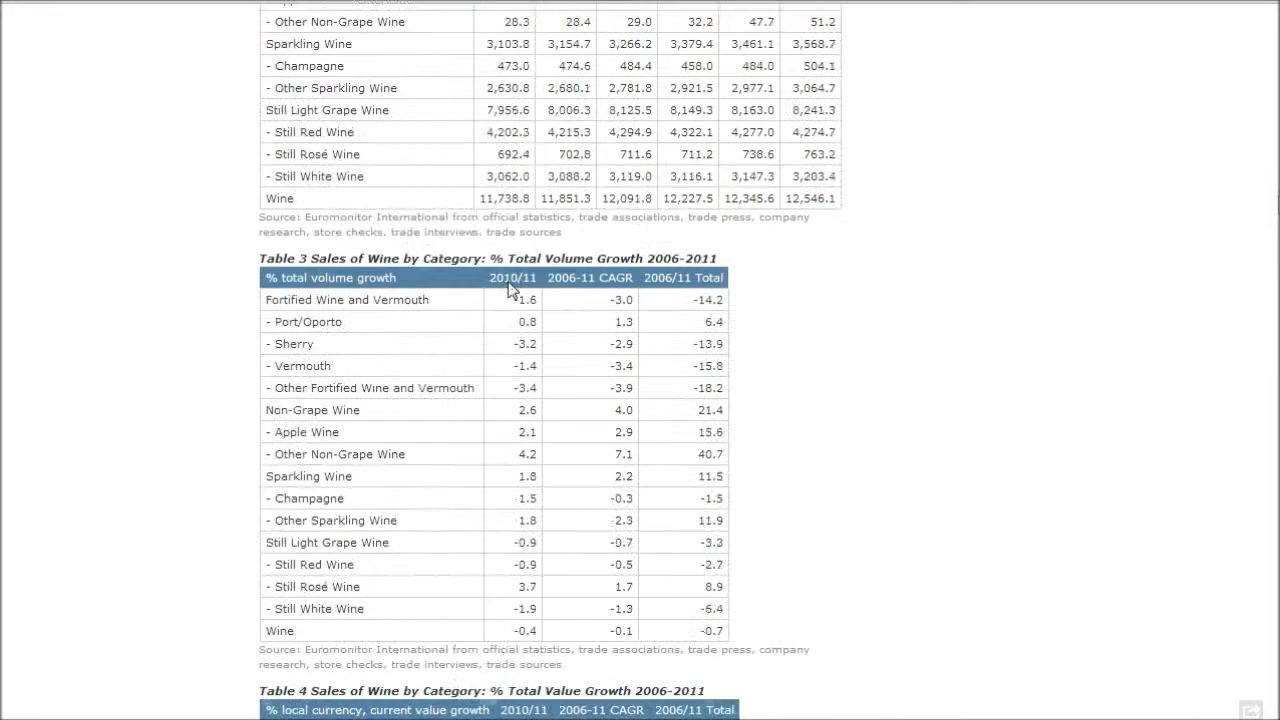 - Other Non-Grape Wine 28.3 28.4 29.0 32.2 47.7 51.2
Sparkling Wine 3,103.8 3,154.7 3,266.2 3,379.4 3,461.1 3,568.7
- Champagne 473.0 474.6 484.4 458.0 484.0 504.1
- Other Sparkling Wine 2,630.8 2,680.1 2,781.8 2,921.5 2,977.1 3,064.7
Still Light Grape Wine 7,956.6 8,006.3 8,125.5 8,149.3 8,163.0 8,241.3
- Still Red Wine 4,202.3 4,215.3 4,294.9 4,322.1 4,277.0 4,274.7
- Still Rosé Wine 692.4 702.8 711.6 711.2 738.6 763.2
- Still White Wine 3,062.0 3,088.2 3,119.0 3,116.1 3,147.3 3,203.4
Wine 11,738.8 11,851.3 12,091.8 12,227.5 12,345.6 12,546.1
Source: Euromonitor International from official statistics, trade associations, trade press, company
research, store checks, trade interviews, trade sources
Table 3 Sales of Wine by Category: % Total Volume Growth 2006-2011
% total volume growth 2010/11 2006-11 CAGR 2006/11 Total
Fortified Wine and Vermouth 1.6 -3.0 -14.2
- Port/Oporto 0.8 1.3 6.4
- Sherry -3.2 -2.9 -13.9
- Vermouth -1.4 -3.4 -15.8
- Other Fortified Wine and Vermouth -3.4 -3.9 -18.2
Non-Grape Wine 2.6 4.0 21.4
- Apple Wine 2.1 2.9 15.6
- Other Non-Grape Wine 4.2 7.1 40.7
Sparkling Wine 1.8 2.2 11.5
- Champagne 1.5 -0.3 -1.5
- Other Sparkling Wine 1.8 2.3 11.9
Still Light Grape Wine -0.9 -0.7 -3.3
- Still Red Wine -0.9 -0.5 -2.7
- Still Rosé Wine 3.7 1.7 8.9
- Still White Wine -1.9 -1.3 -6.4
Wine -0.4 -0.1 -0.7
Source: Euromonitor International from official statistics, trade associations, trade press, company
research, store checks, trade interviews, trade sources
Table 4 Sales of Wine by Category: % Total Value Growth 2006-2011
% local currency, current value growth 2010/11 2006-11 CAGR 2006/11 Total